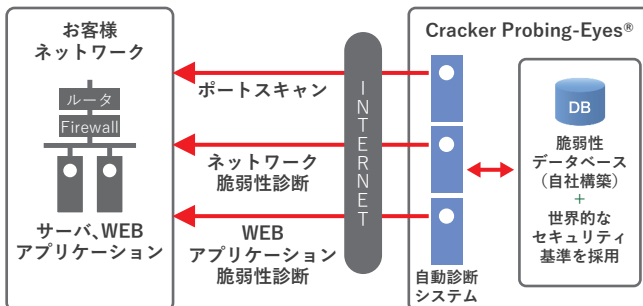 お客様
ネットワーク
ルータ
Firewall
サーバ、WEB
アプリケーション
ポートスキャン
ネットワーク
脆弱性診断
WEB
アプリケーション
脆弱性診断
INTERNET
Cracker Probing-Eyes®
自動診断
システム
DB
脆弱性
データベース
（自社構築）
+
世界的な
セキュリティ
基準を採用